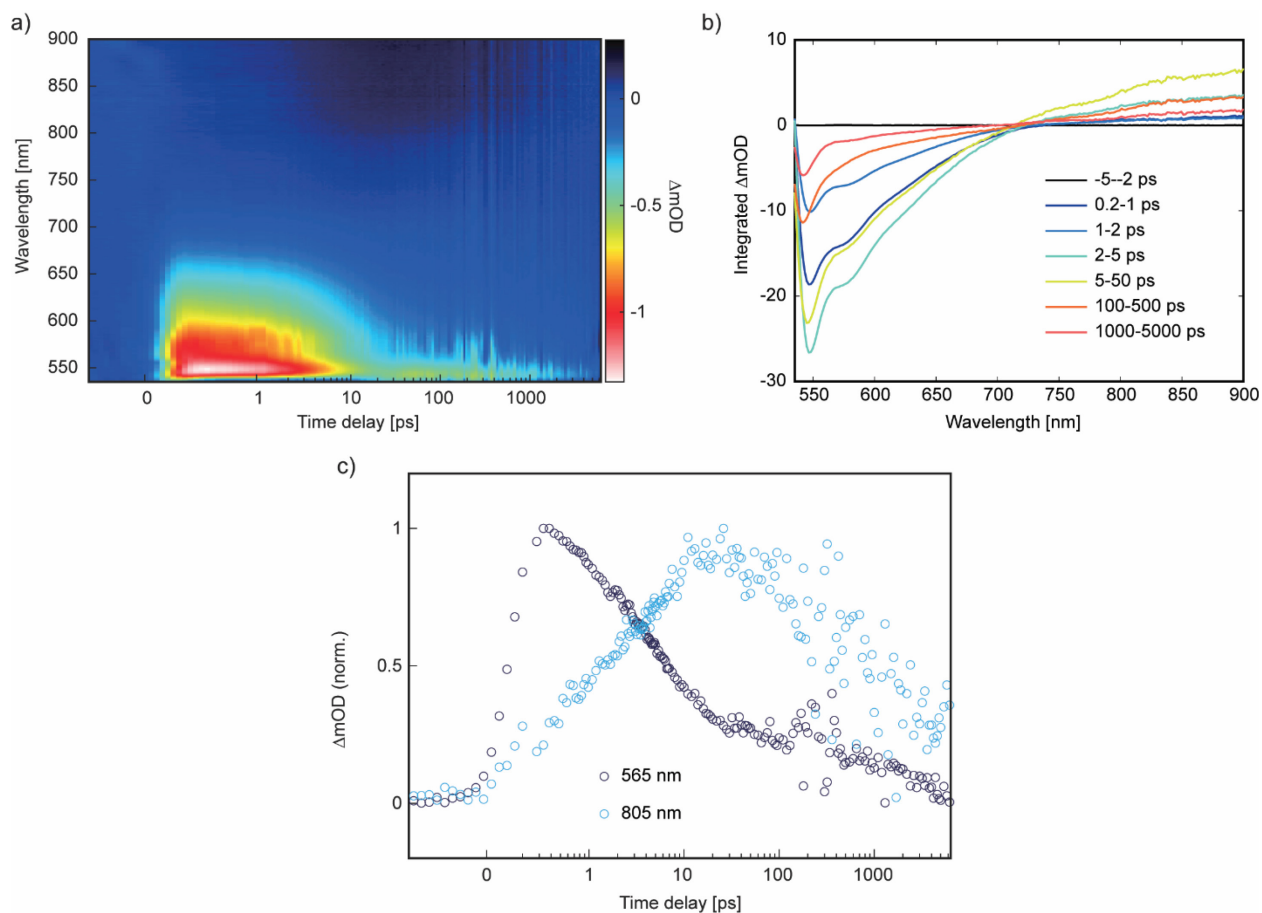 a)
900
850
800
750
700
650
600
550
Wavelength [nm]
0
1
10
100
1000
Time delay [ps]
0
-0.5
-1
ΔmOD
b)
10
0
-10
-20
-30
Integrated ΔmOD
550
600
650
700
750
800
850
900
Wavelength [nm]
-5--2 ps
0.2-1 ps
1-2 ps
2-5 ps
5-50 ps
100-500 ps
1000-5000 ps
c)
1
0.5
0
ΔmOD (norm.)
565 nm
805 nm
0
1
10
100
1000
Time delay [ps]